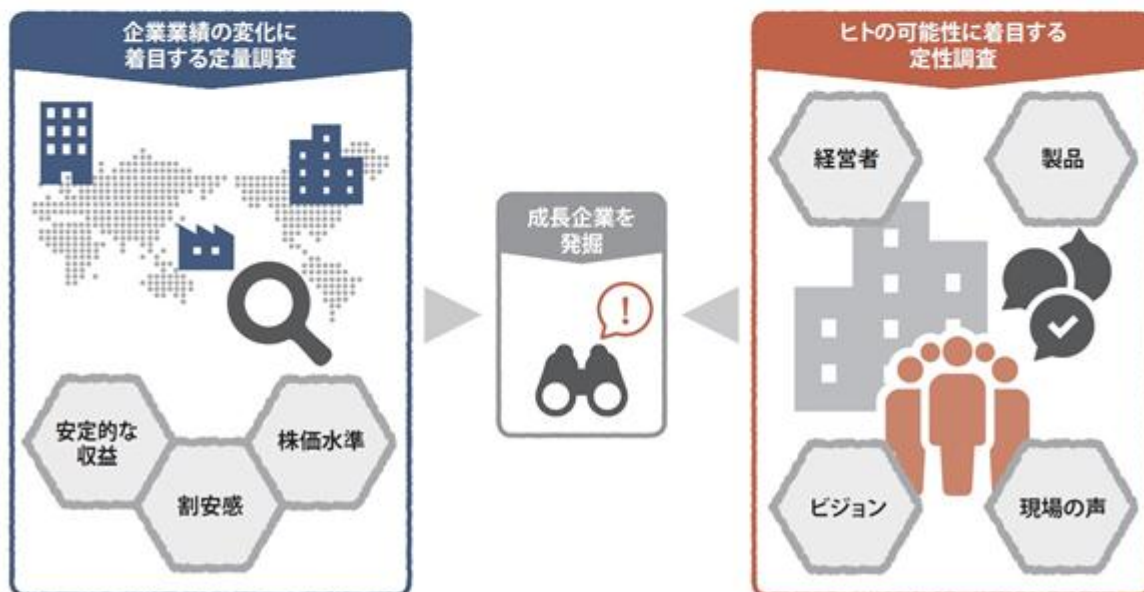 企業業績の変化に
着目する定量調査
安定的な
収益
割安感
株価水準
成長企業を
発掘
!
ヒトの可能性に着目する
定性調査
経営者
製品
ビジョン
現場の声